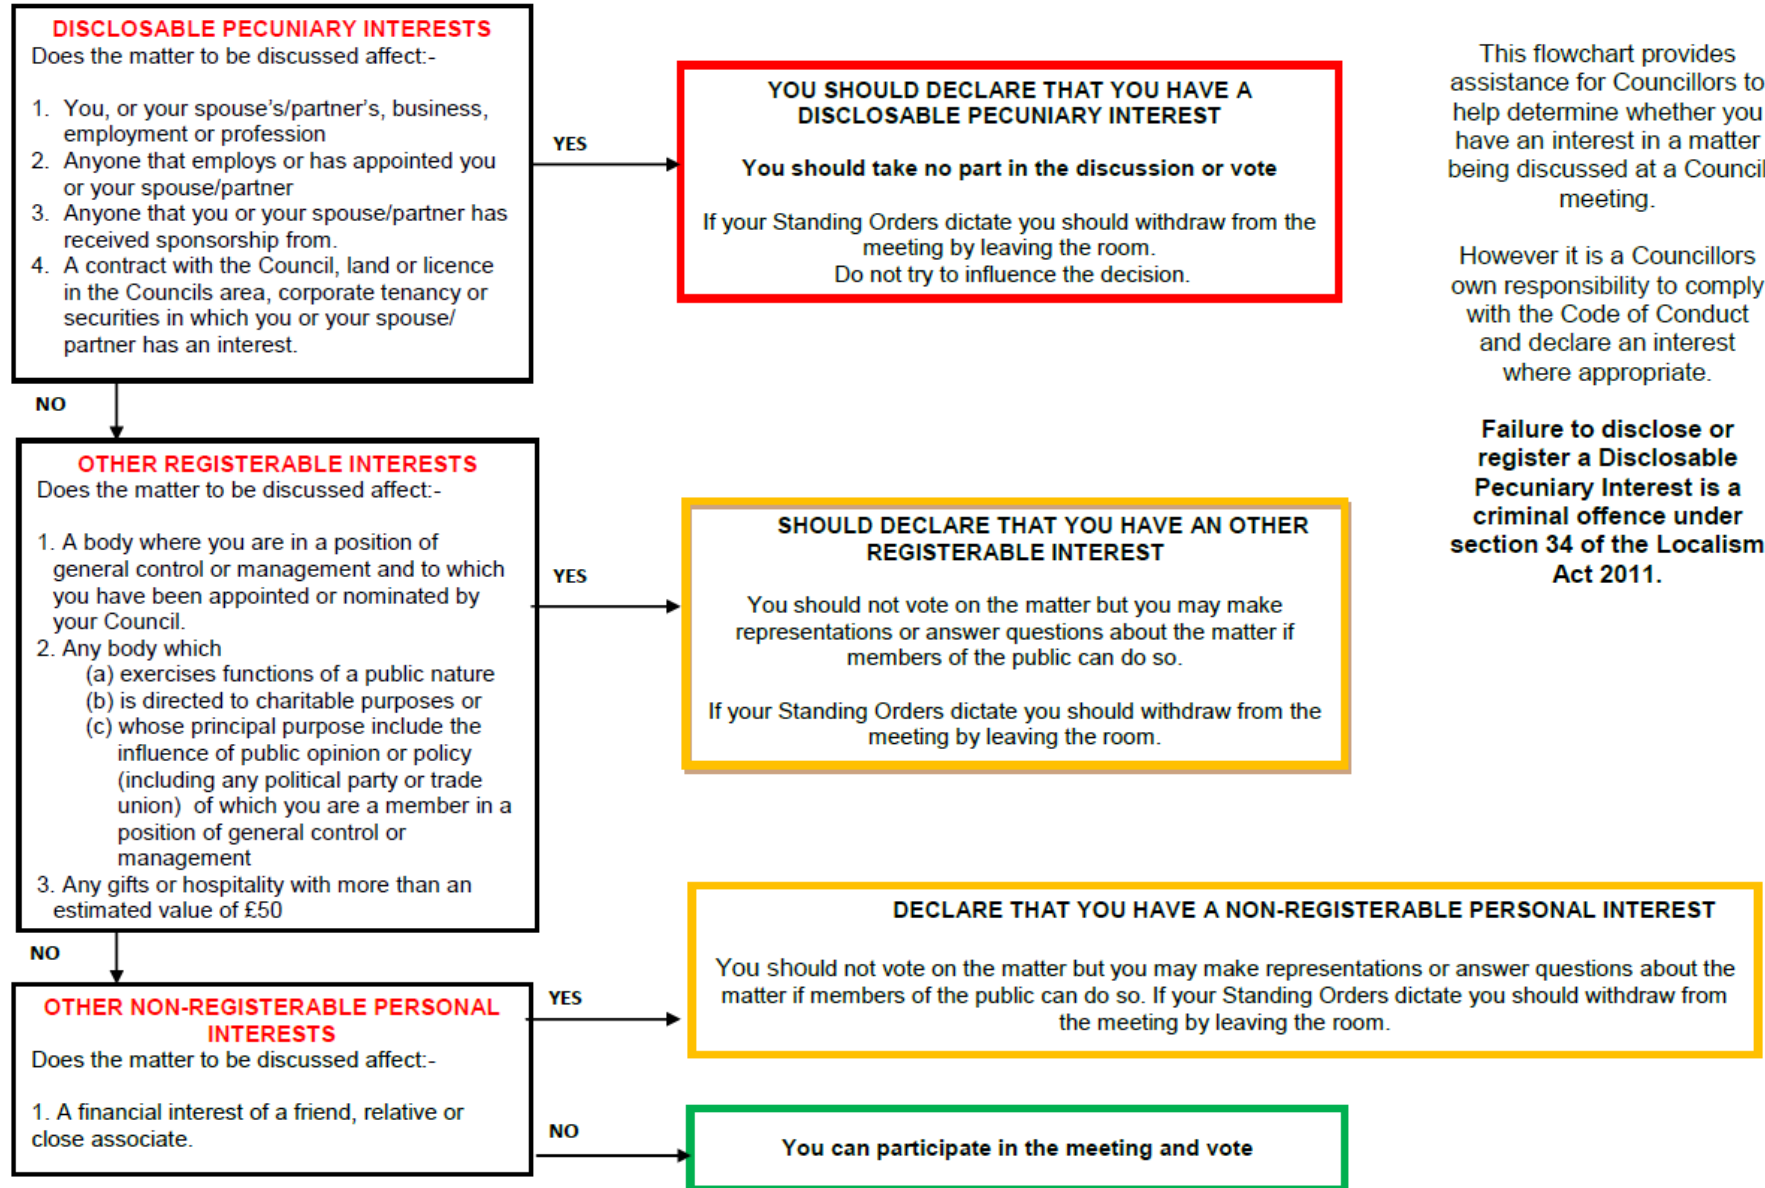 DISCLOSABLE PECUNIARY INTERESTS
Does the matter to be discussed affect:-
1. You, or your spouse's/partner's, business,
employment or profession
2. Anyone that employs or has appointed you
or your spouse/partner
3. Anyone that you or your spouse/partner has
received sponsorship from.
4. A contract with the Council, land or licence
in the Councils area, corporate tenancy or
securities in which you or your spouse/
partner has an interest.
YES
YOU SHOULD DECLARE THAT YOU HAVE A
DISCLOSABLE PECUNIARY INTEREST
You should take no part in the discussion or vote
If your Standing Orders dictate you should withdraw from the
meeting by leaving the room.
Do not try to influence the decision.
This flowchart provides
assistance for Councillors to
help determine whether you
have an interest in a matter
being discussed at a Council
meeting.
However it is a Councillors
own responsibility to comply
with the Code of Conduct
and declare an interest
where appropriate.
Failure to disclose or
register a Disclosable
Pecuniary Interest is a
criminal offence under
section 34 of the Localism
Act 2011.
NO
OTHER REGISTERABLE INTERESTS
Does the matter to be discussed affect:-
1. A body where you are in a position of
general control or management and to which
you have been appointed or nominated by
your Council.
2. Any body which
(a) exercises functions of a public nature
(b) is directed to charitable purposes or
(c) whose principal purpose include the
influence of public opinion or policy
(including any political party or trade
union) of which you are a member in a
position of general control or
management
3. Any gifts or hospitality with more than an
estimated value of £50
YES
SHOULD DECLARE THAT YOU HAVE AN OTHER
REGISTERABLE INTEREST
You should not vote on the matter but you may make
representations or answer questions about the matter if
members of the public can do so.
If your Standing Orders dictate you should withdraw from the
meeting by leaving the room.
NO
OTHER NON-REGISTERABLE PERSONAL
INTERESTS
Does the matter to be discussed affect:-
1. A financial interest of a friend, relative or
close associate.
YES
DECLARE THAT YOU HAVE A NON-REGISTERABLE PERSONAL INTEREST
You should not vote on the matter but you may make representations or answer questions about the
matter if members of the public can do so. If your Standing Orders dictate you should withdraw from
the meeting by leaving the room.
NO
You can participate in the meeting and vote